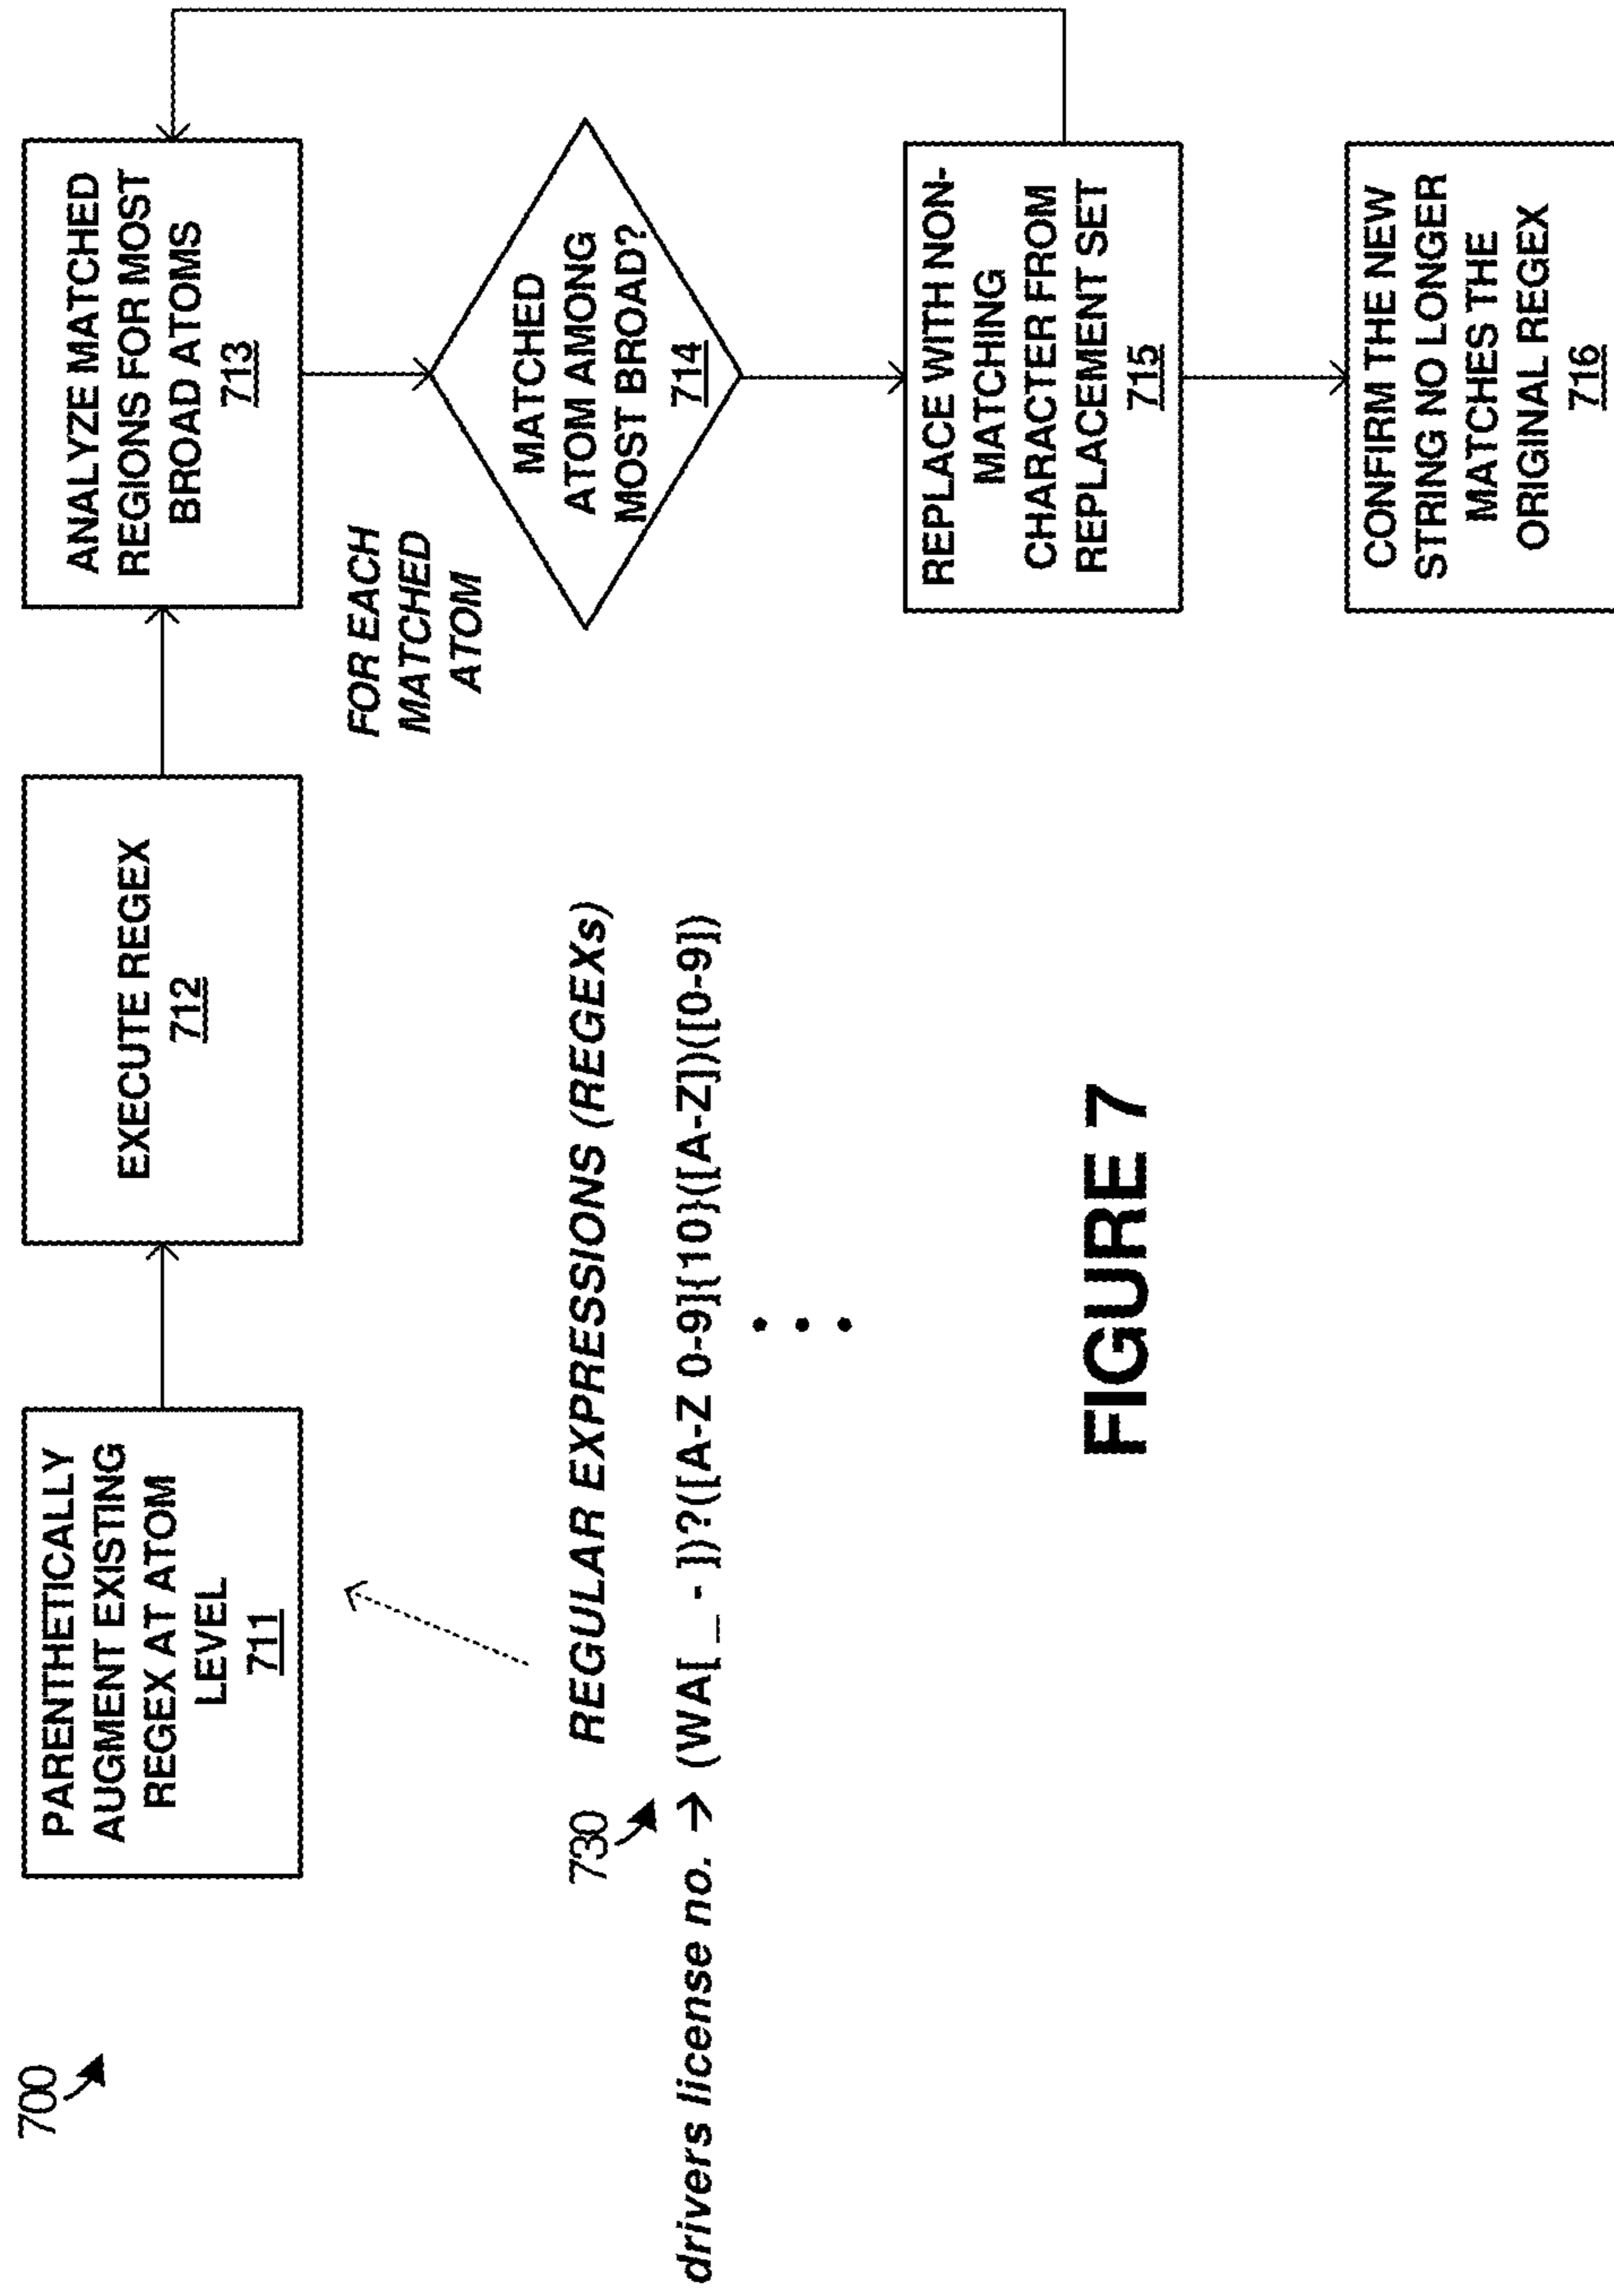 700
PARENTHETICALLY
AUGMENT EXISTING
REGEX AT ATOM
LEVEL
711
EXECUTE REGEX
712
ANALYZE MATCHED
REGIONS FOR MOST
BROAD ATOMS
713
FOR EACH
MATCHED
ATOM
MATCHED
ATOM AMONG
MOST BROAD?
714
REPLACE WITH NON-
MATCHING
CHARACTER FROM
REPLACEMENT SET
715
CONFIRM THE NEW
STRING NO LONGER
MATCHES THE
ORIGINAL REGEX
716
730 REGULAR EXPRESSIONS (REGEXs)
drivers license no. → (WA[ _ - ])?([A-Z 0-9]{10}([A-Z])([0-9])
FIGURE 7